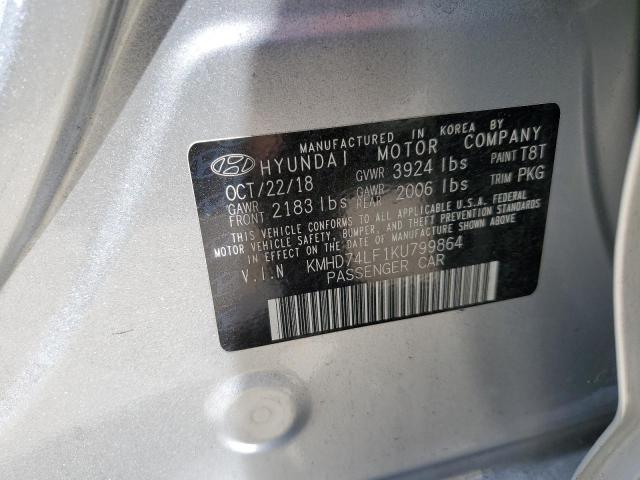 MANUFACTURED IN KOREA BY
HYUNDAI MOTOR COMPANY
OCT/22/18 GVWR 3924 lbs PAINT T8T
GAWR FRONT 2183 lbs GAWR REAR 2006 lbs TRIM PKG
THIS VEHICLE CONFORMS TO ALL APPLICABLE U.S.A. FEDERAL
MOTOR VEHICLE SAFETY, BUMPER, AND THEFT PREVENTION STANDARDS
IN EFFECT ON THE DATE OF MANUFACTURE SHOWN ABOVE.
V.I.N KMHD74LF1KU799864
PASSENGER CAR